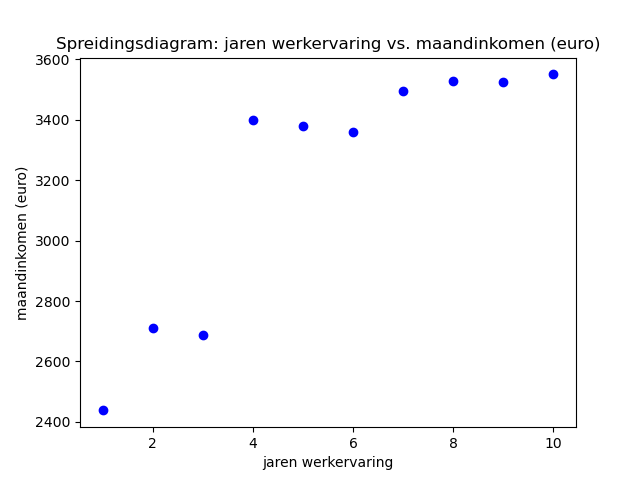 Spreidingsdiagram: jaren werkervaring vs. maandinkomen (euro)
3600
3400
3200
3000
2800
2600
2400
maandinkomen (euro)
2 4 6 8 10
jaren werkervaring